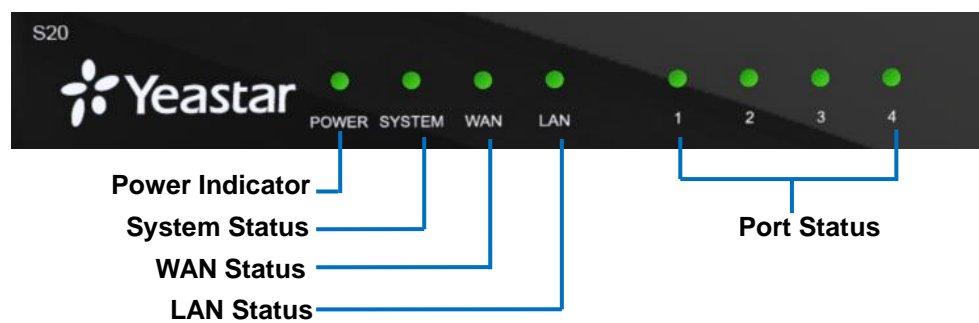 S20
Yeastar
POWER SYSTEM WAN LAN 1 2 3 4
Power Indicator
System Status
WAN Status
LAN Status
Port Status